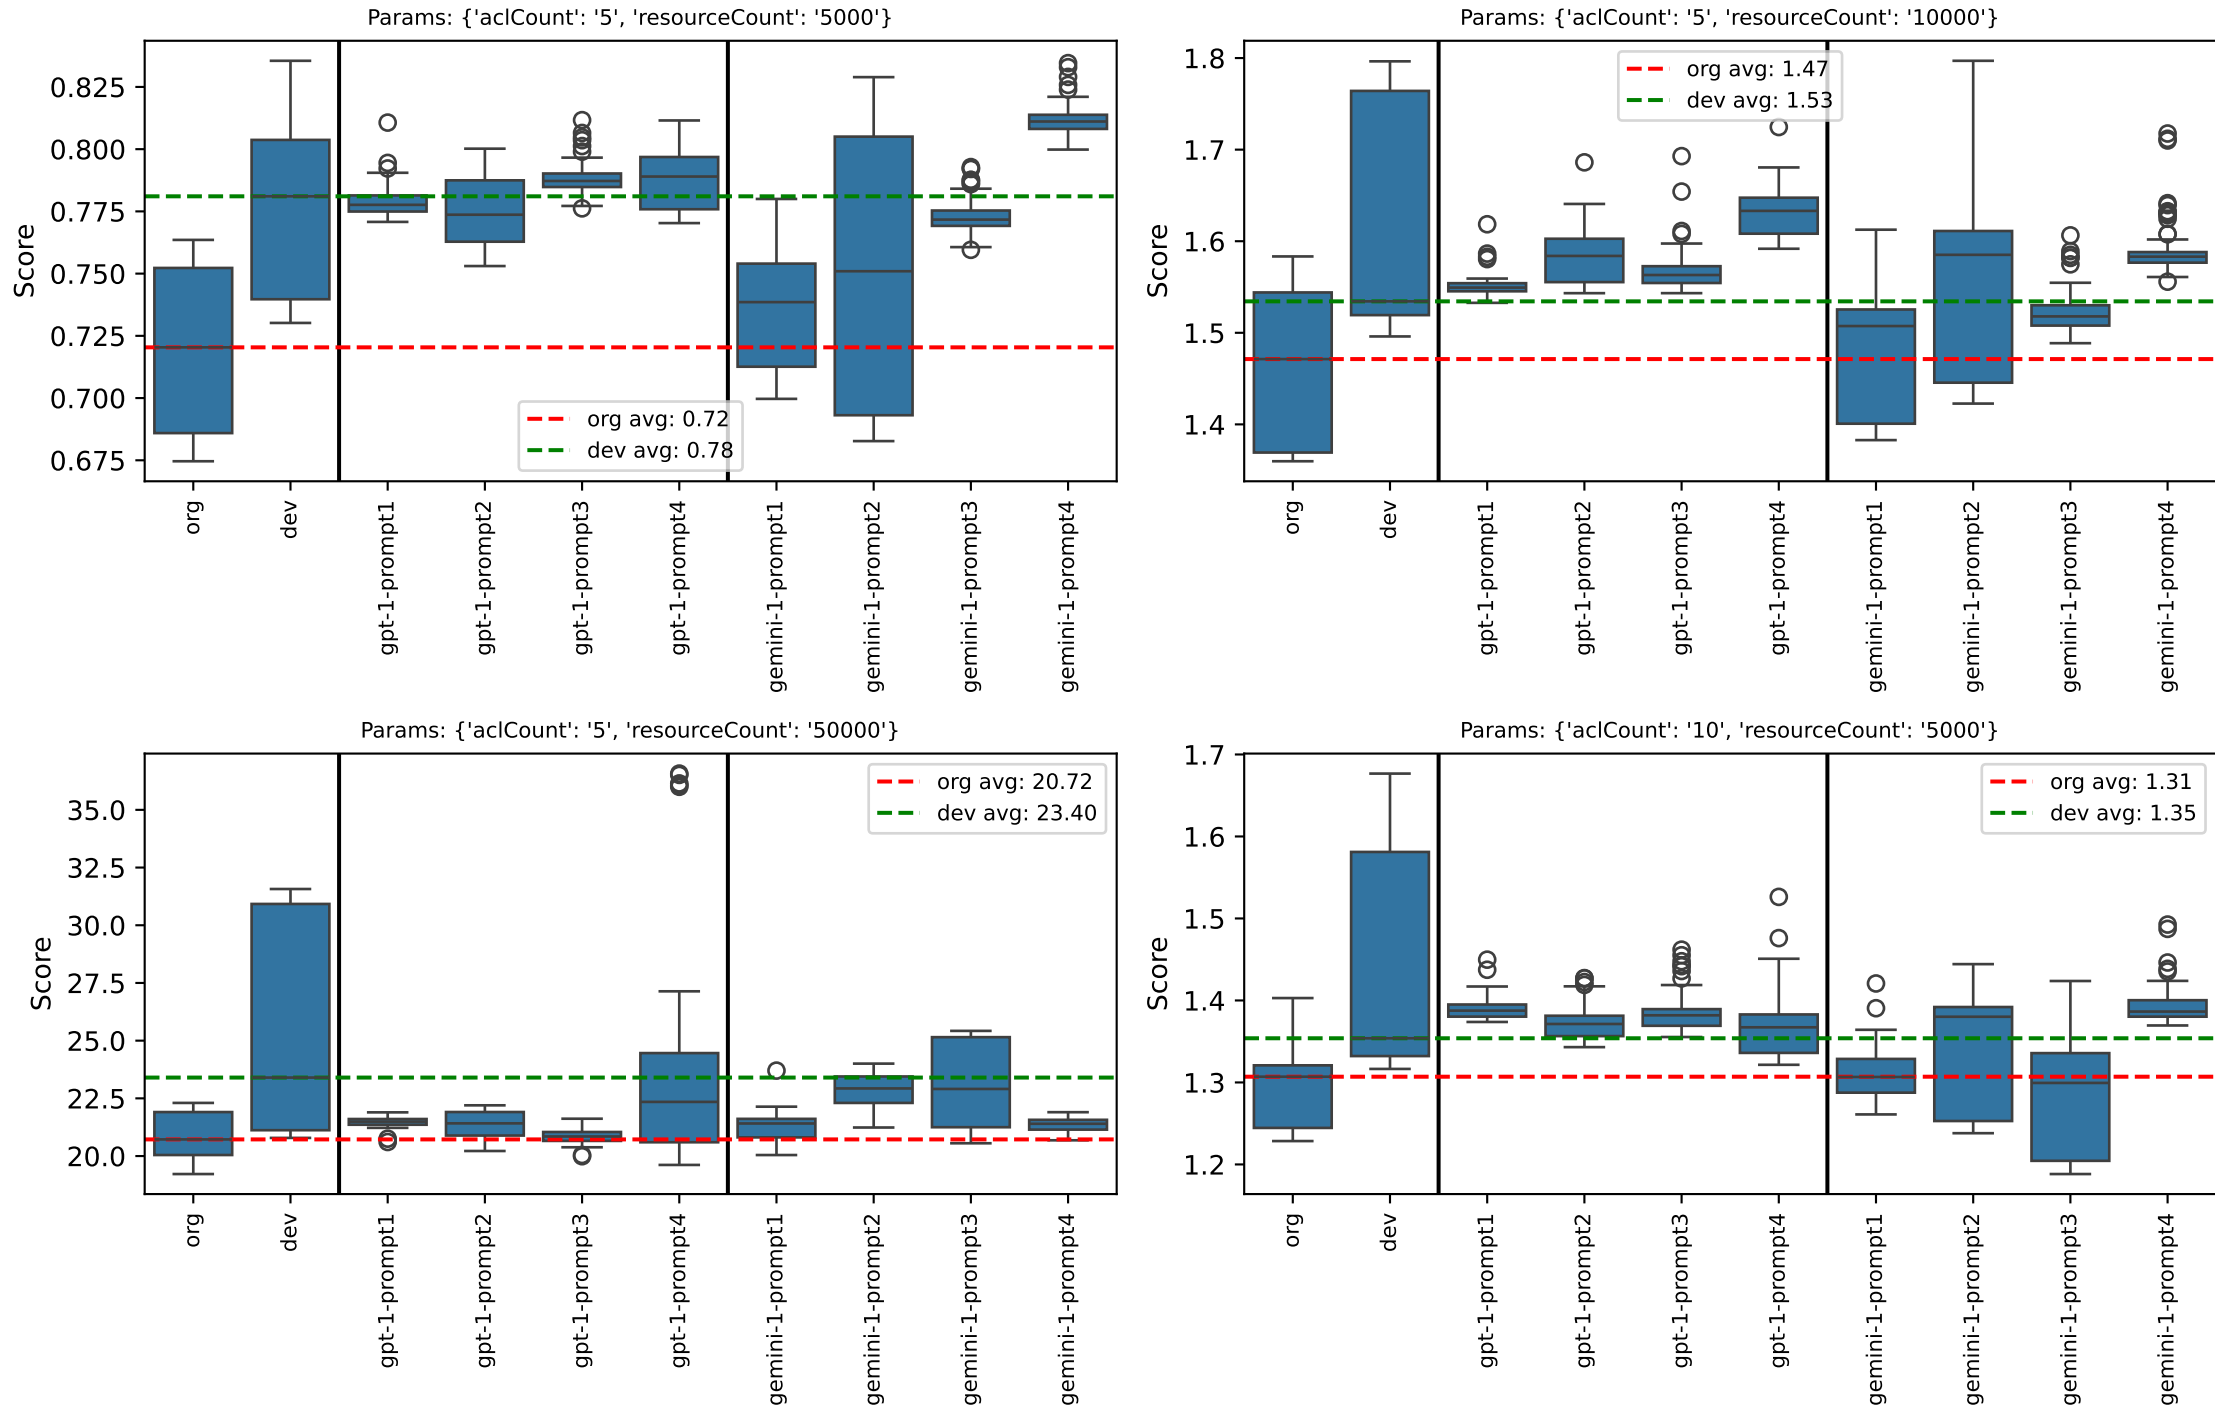 Params: {'aclCount': '5', 'resourceCount': '5000'}
Score
0.825
0.800
0.775
0.750
0.725
0.700
0.675
org avg: 0.72
dev avg: 0.78
org
dev
gpt-1-prompt1
gpt-1-prompt2
gpt-1-prompt3
gpt-1-prompt4
gemini-1-prompt1
gemini-1-prompt2
gemini-1-prompt3
gemini-1-prompt4
Params: {'aclCount': '5', 'resourceCount': '10000'}
Score
1.8
1.7
1.6
1.5
1.4
org avg: 1.47
dev avg: 1.53
org
dev
gpt-1-prompt1
gpt-1-prompt2
gpt-1-prompt3
gpt-1-prompt4
gemini-1-prompt1
gemini-1-prompt2
gemini-1-prompt3
gemini-1-prompt4
Params: {'aclCount': '5', 'resourceCount': '50000'}
Score
35.0
32.5
30.0
27.5
25.0
22.5
20.0
org avg: 20.72
dev avg: 23.40
org
dev
gpt-1-prompt1
gpt-1-prompt2
gpt-1-prompt3
gpt-1-prompt4
gemini-1-prompt1
gemini-1-prompt2
gemini-1-prompt3
gemini-1-prompt4
Params: {'aclCount': '10', 'resourceCount': '5000'}
Score
1.7
1.6
1.5
1.4
1.3
1.2
org avg: 1.31
dev avg: 1.35
org
dev
gpt-1-prompt1
gpt-1-prompt2
gpt-1-prompt3
gpt-1-prompt4
gemini-1-prompt1
gemini-1-prompt2
gemini-1-prompt3
gemini-1-prompt4